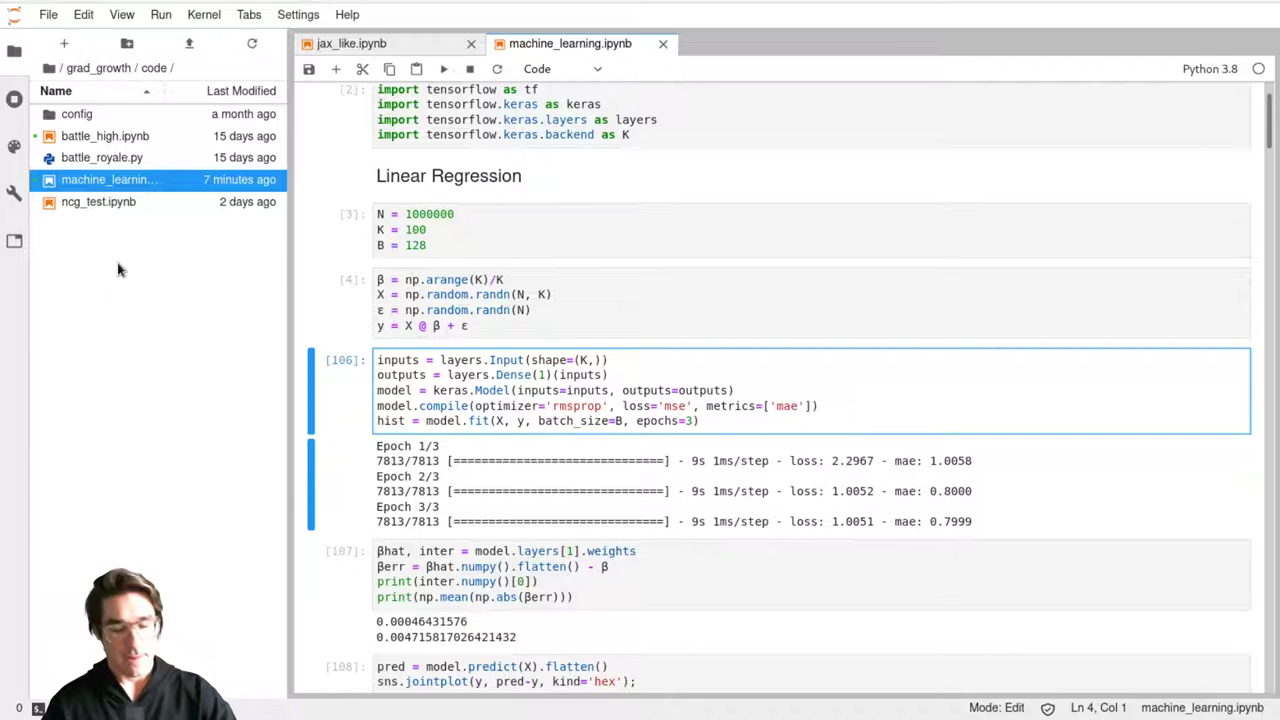 File Edit View Run Kernel Tabs Settings Help
jax_like.ipynb
machine_learning.ipynb
/ grad_growth / code /
Code
Python 3.8
Name Last Modified
config a month ago
battle_high.ipynb 15 days ago
battle_royale.py 15 days ago
machine_learnin... 7 minutes ago
ncg_test.ipynb 2 days ago
[2]: import tensorflow as tf
import tensorflow.keras as keras
import tensorflow.keras.layers as layers
import tensorflow.keras.backend as K
Linear Regression
[3]: N = 1000000
K = 100
B = 128
[4]: β = np.arange(K)/K
X = np.random.randn(N, K)
ε = np.random.randn(N)
y = X @ β + ε
[106]: inputs = layers.Input(shape=(K,))
outputs = layers.Dense(1)(inputs)
model = keras.Model(inputs=inputs, outputs=outputs)
model.compile(optimizer='rmsprop', loss='mse', metrics=['mae'])
hist = model.fit(X, y, batch_size=B, epochs=3)
Epoch 1/3
7813/7813 [==============================] - 9s 1ms/step - loss: 2.2967 - mae: 1.0058
Epoch 2/3
7813/7813 [==============================] - 9s 1ms/step - loss: 1.0052 - mae: 0.8000
Epoch 3/3
7813/7813 [==============================] - 9s 1ms/step - loss: 1.0051 - mae: 0.7999
[107]: βhat, inter = model.layers[1].weights
βerr = βhat.numpy().flatten() - β
print(inter.numpy()[0])
print(np.mean(np.abs(βerr)))
0.00046431576
0.004715817026421432
[108]: pred = model.predict(X).flatten()
sns.jointplot(y, pred-y, kind='hex');
0
Mode: Edit
Ln 4, Col 1
machine_learning.ipynb